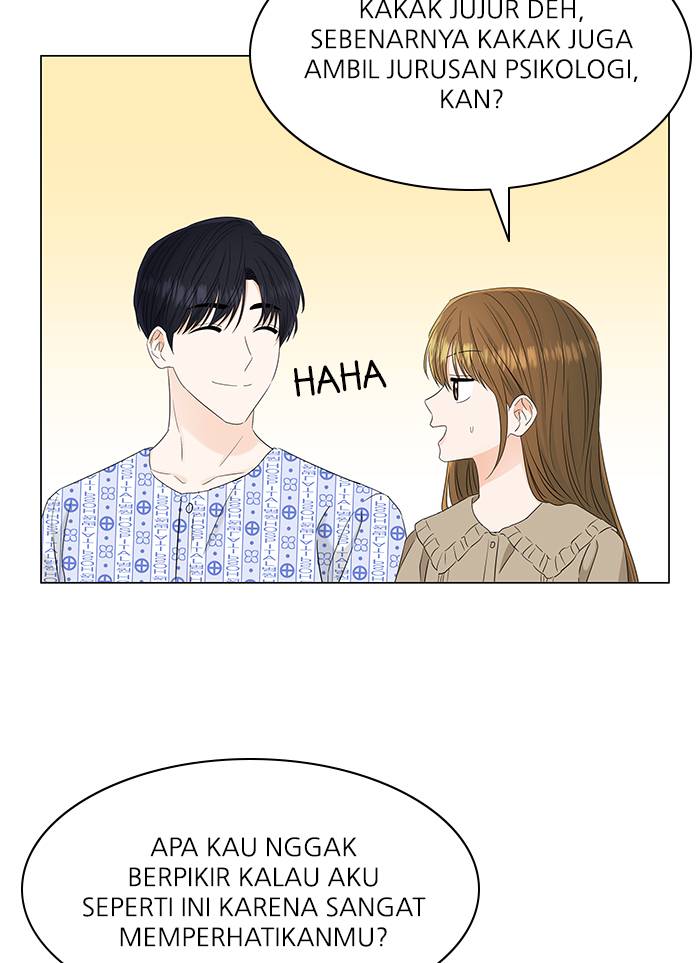 KAKAK JUJUR DEH,
SEBENARNYA KAKAK JUGA
AMBIL JURUSAN PSIKOLOGI,
KAN?
HAHA
APA KAU NGGAK
BERPIKIR KALAU AKU
SEPERTI INI KARENA SANGAT
MEMPERHATIKANMU?